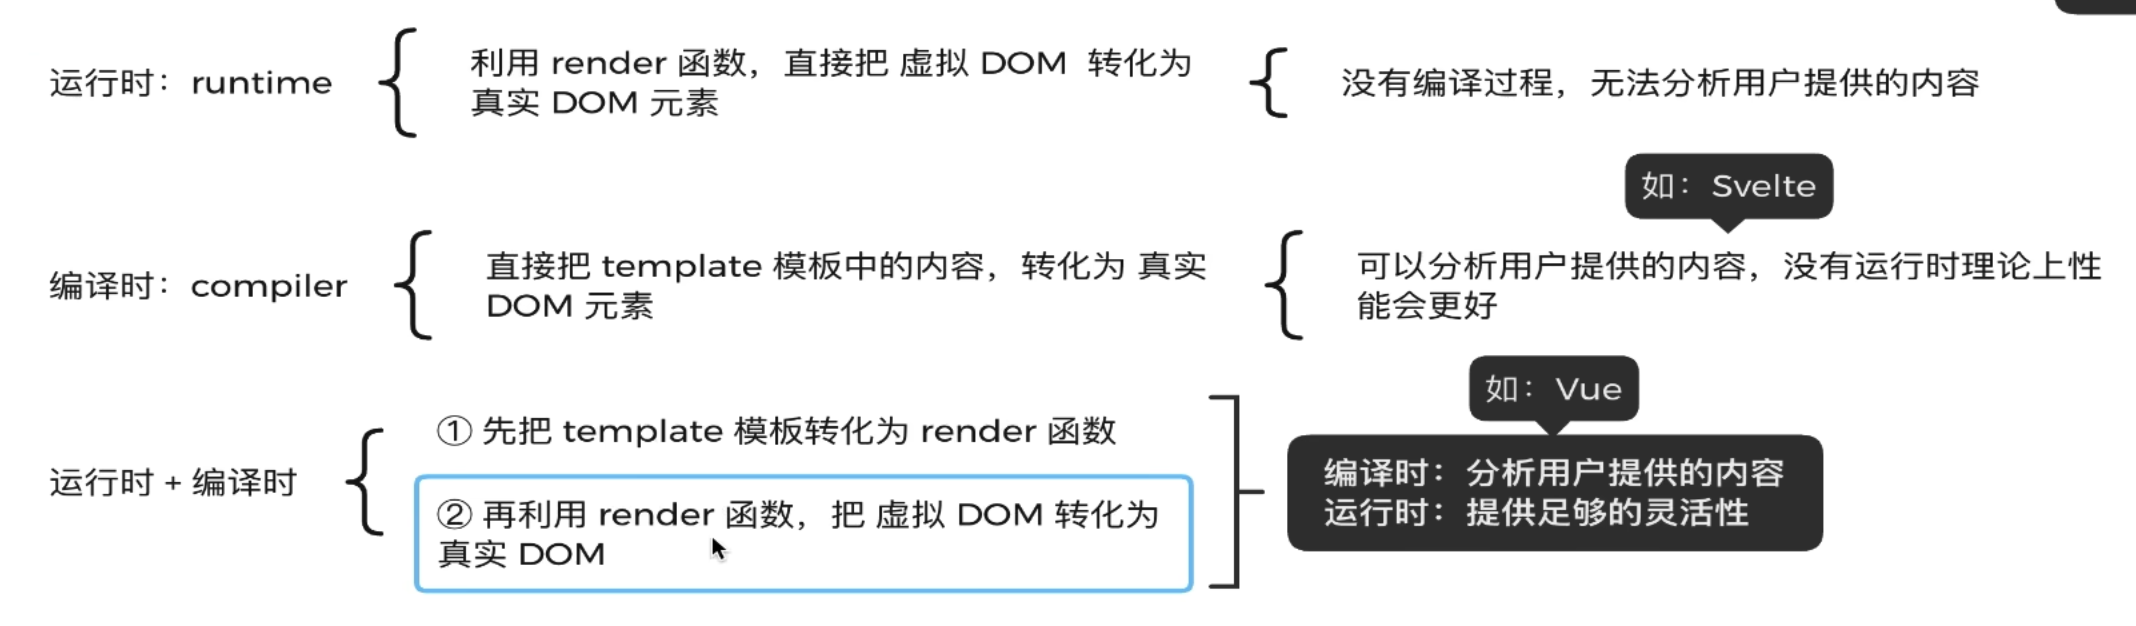 运行时：runtime
利用 render 函数，直接把 虚拟 DOM 转化为
真实 DOM 元素
没有编译过程，无法分析用户提供的内容
如：Svelte
编译时：compiler
直接把 template 模板中的内容，转化为 真实
DOM 元素
可以分析用户提供的内容，没有运行时理论上性
能会更好
如：Vue
运行时 + 编译时
① 先把 template 模板转化为 render 函数
② 再利用 render 函数，把 虚拟 DOM 转化为
真实 DOM
编译时：分析用户提供的内容
运行时：提供足够的灵活性